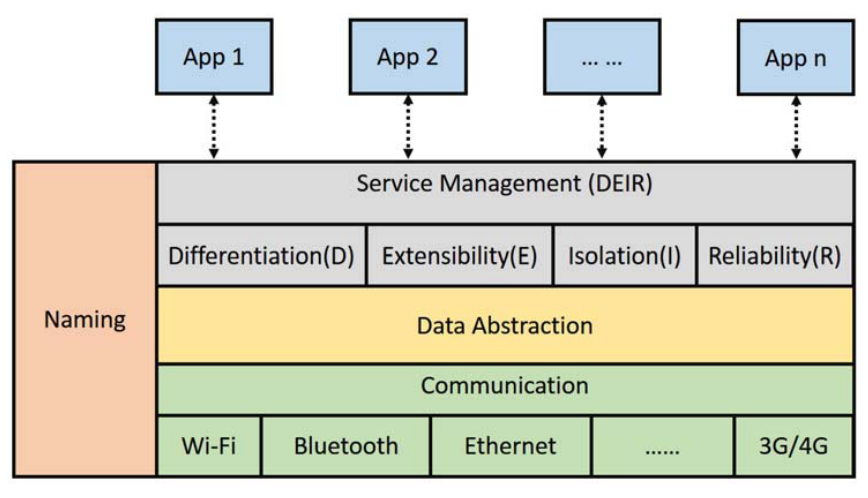 App 1
App 2
... ...
App n
Service Management (DEIR)
Differentiation(D)
Extensibility(E)
Isolation(I)
Reliability(R)
Naming
Data Abstraction
Communication
Wi-Fi
Bluetooth
Ethernet
......
3G/4G